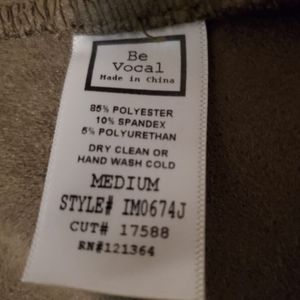 Be
Vocal
Made in China
85% POLYESTER
10% SPANDEX
5% POLYURETHAN
DRY CLEAN OR
HAND WASH COLD
MEDIUM
STYLE# IM0674J
CUT# 17588
RN#121364